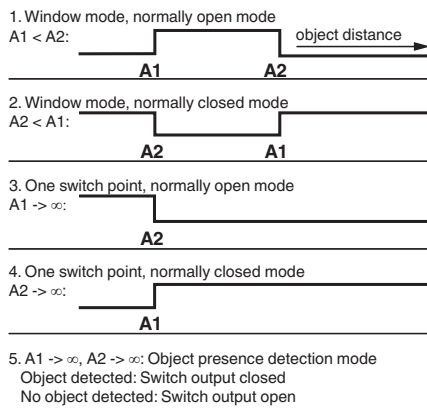 1. Window mode, normally open mode
A1 < A2:
object distance
A1
A2
2. Window mode, normally closed mode
A2 < A1:
A2
A1
3. One switch point, normally open mode
A1 -> ∞:
A2
4. One switch point, normally closed mode
A2 -> ∞:
A1
5. A1 -> ∞, A2 -> ∞: Object presence detection mode
Object detected: Switch output closed
No object detected: Switch output open